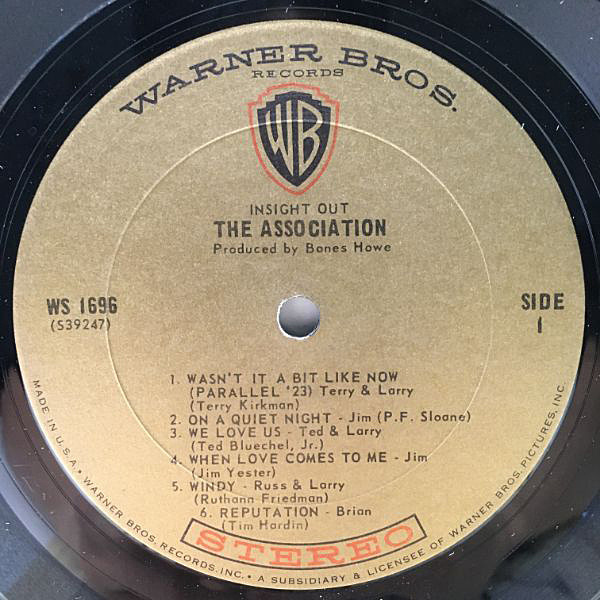 WARNER BROS.
RECORDS
WB
INSIGHT OUT
THE ASSOCIATION
Produced by Bones Howe
WS 1696
(S39247)
SIDE
1
1. WASN'T IT A BIT LIKE NOW
(PARALLEL '23) Terry & Larry
(Terry Kirkman)
2. ON A QUIET NIGHT - Jim (P.F. Sloane)
3. WE LOVE US - Ted & Larry
(Ted Bluechel, Jr.)
4. WHEN LOVE COMES TO ME - Jim
(Jim Yester)
5. WINDY - Russ & Larry
(Ruthann Friedman)
6. REPUTATION - Brian
(Tim Hardin)
STEREO
MADE IN U.S.A. • WARNER BROS. RECORDS, INC. • A SUBSIDIARY & LICENSEE OF WARNER BROS. PICTURES, INC.